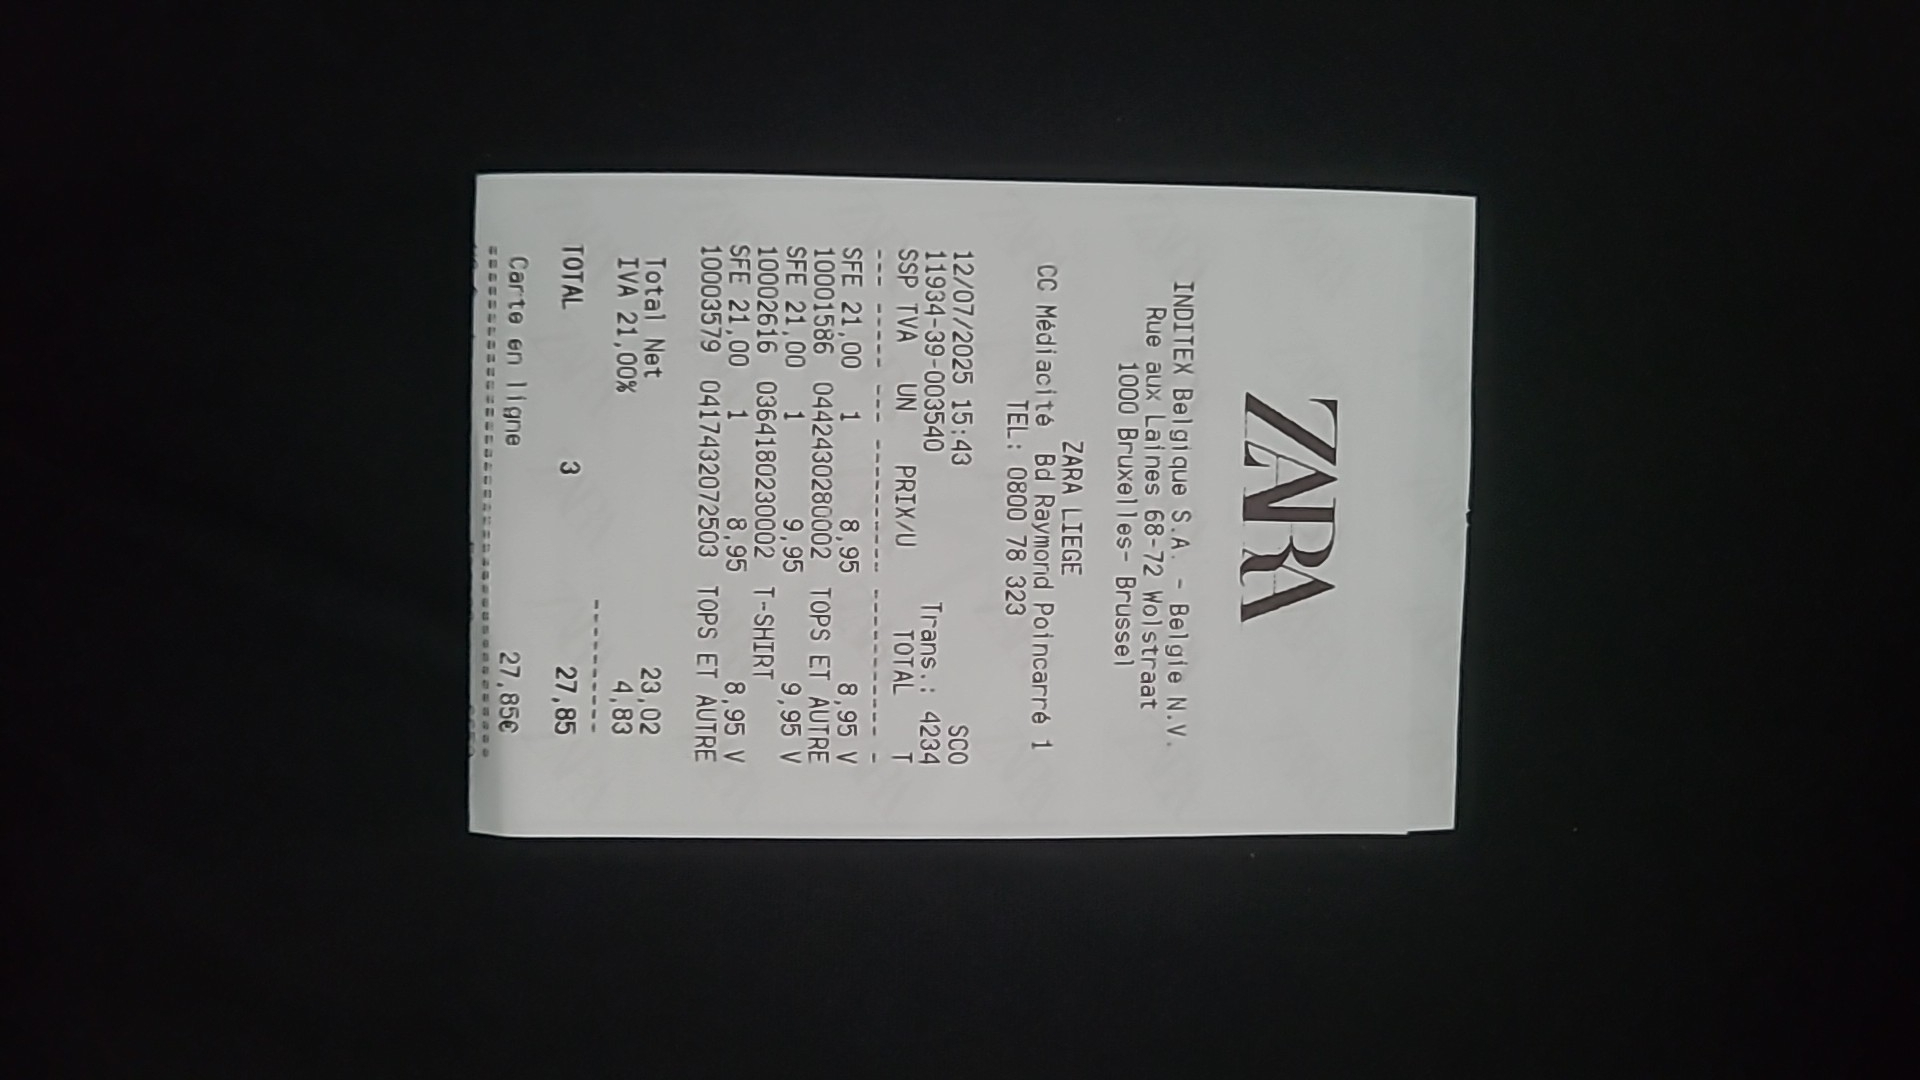 ZARA
INDITEX Belgique S.A. - Belgïe N.V.
Rue aux Laines 68-72 Wolstraat
1000 Bruxelles- Brussel
ZARA LIEGE
CC Médiacité Bd Raymond Poincarré 1
TEL: 0800 78 323
12/07/2025 15:43 SCO
11934-39-003540 Trans.: 4234
SSP TVA UN PRIX/U TOTAL T
--- ---- --- --------- ---------- -
SFE 21,00 1 8,95 8,95 V
10001586 04424302800​02 TOPS ET AUTRE
SFE 21,00 1 9,95 9,95 V
10002616 0364180230002 T-SHIRT
SFE 21,00 1 8,95 8,95 V
10003579 0417432072503 TOPS ET AUTRE
Total Net 23,02
IVA 21,00% 4,83
---------
TOTAL 3 27,85
Carte en ligne 27,85€